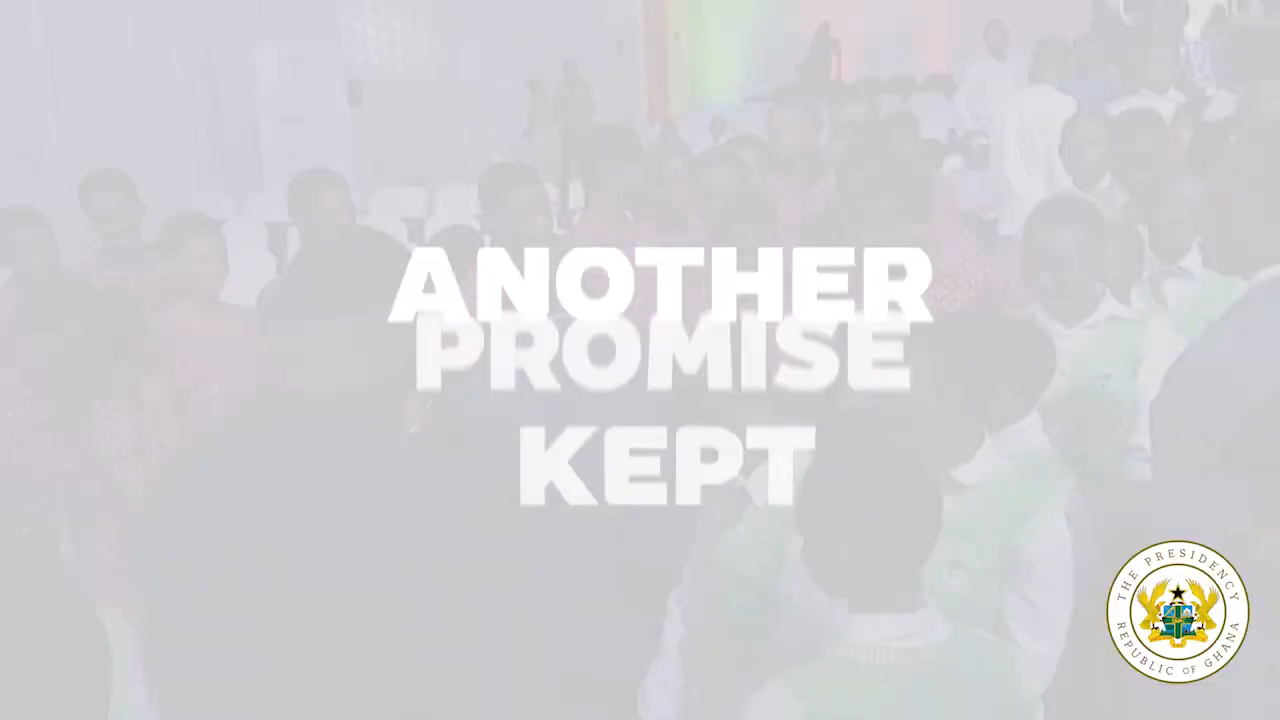 ANOTHER
PROMISE
KEPT
THE PRESIDENCY
REPUBLIC OF GHANA